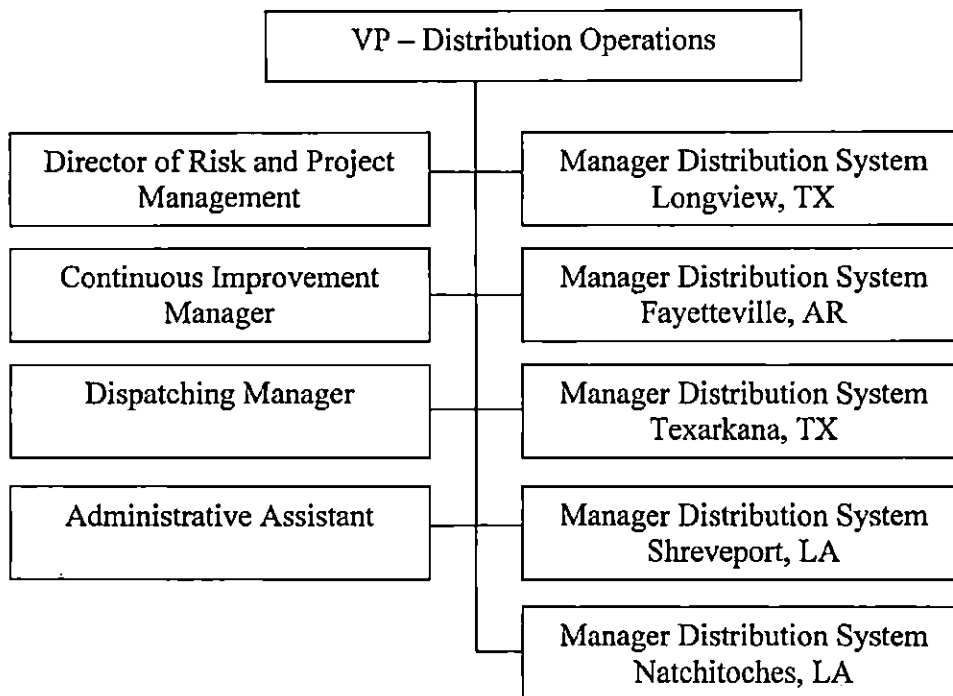 VP – Distribution Operations
Director of Risk and Project
Management
Manager Distribution System
Longview, TX
Continuous Improvement
Manager
Manager Distribution System
Fayetteville, AR
Dispatching Manager
Manager Distribution System
Texarkana, TX
Administrative Assistant
Manager Distribution System
Shreveport, LA
Manager Distribution System
Natchitoches, LA